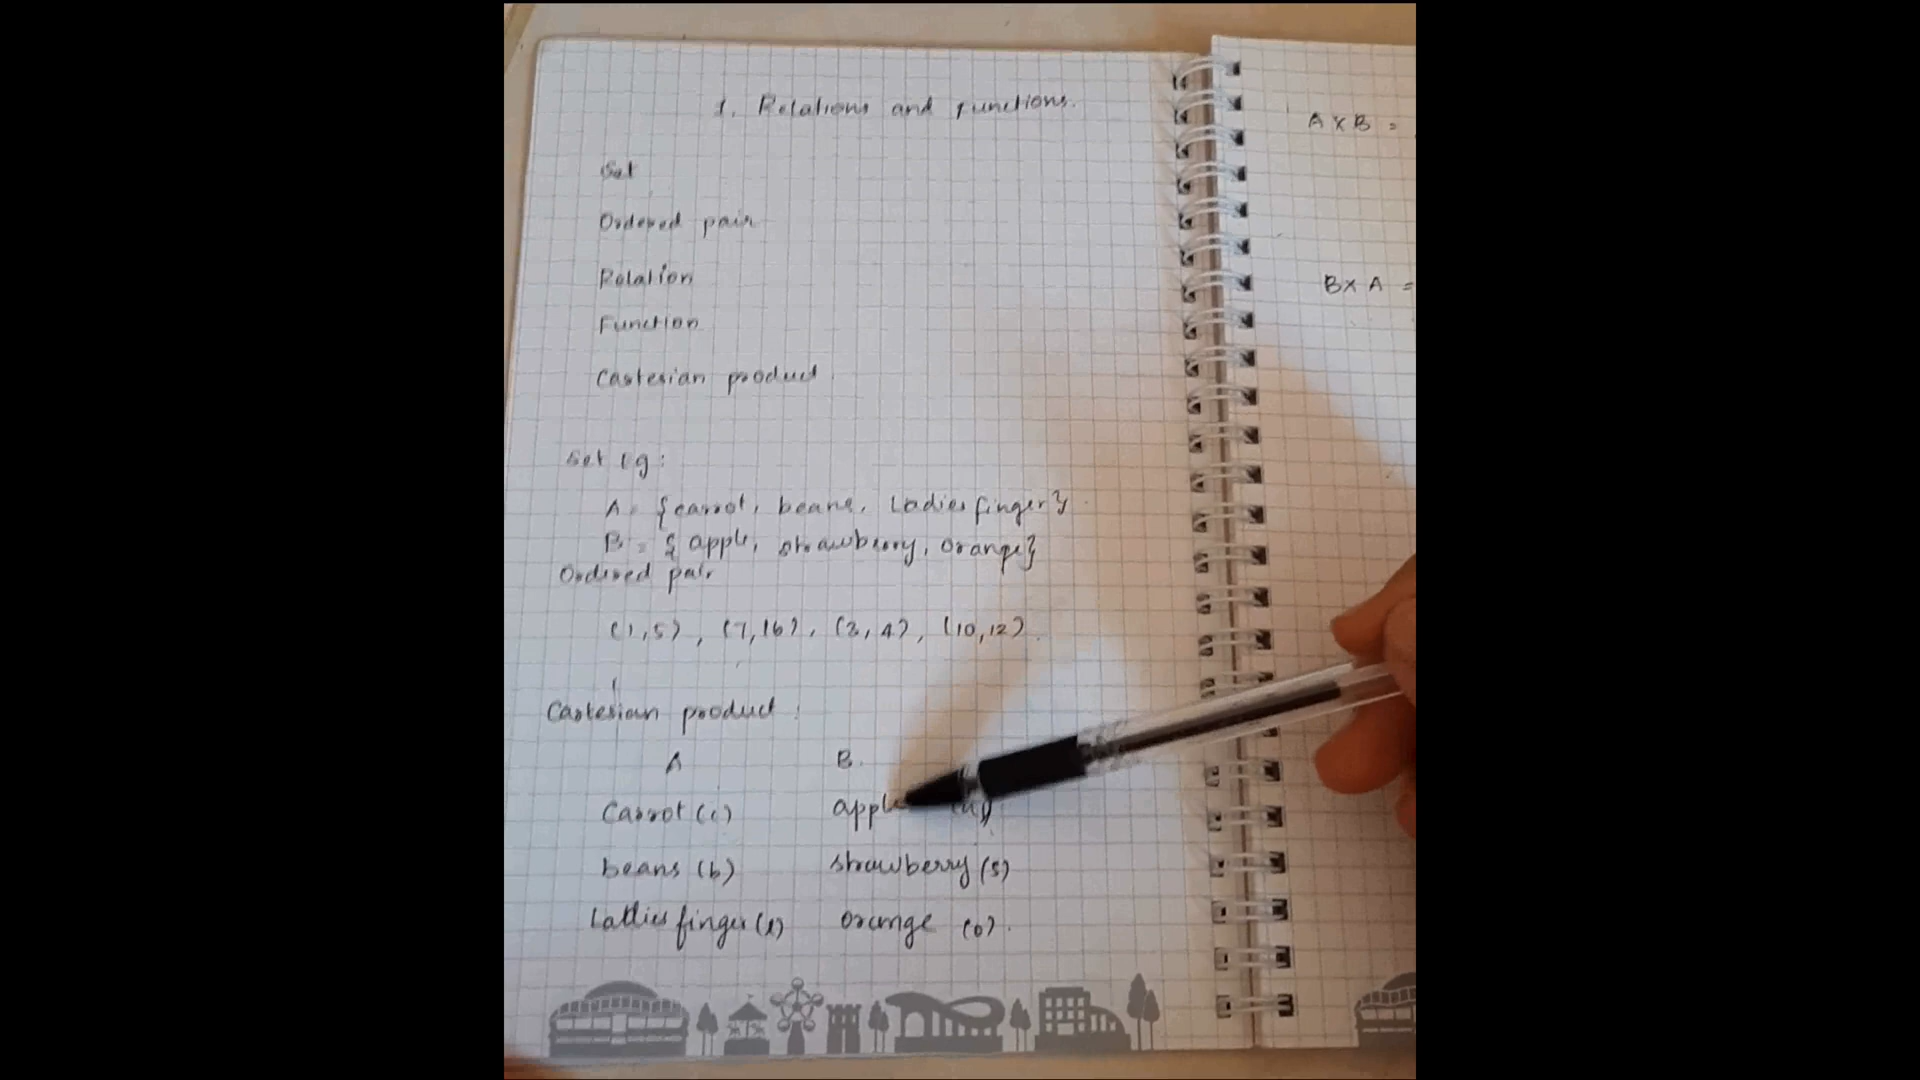 1. Relations and functions.
Set
Ordered pair
Relation
Function
Cartesian product
Set eg:
A = {carrot, beans, Ladies finger}
B = {apple, strawberry, orange}
Ordered pair
(1,5), (7,16), (3,4), (10,12)
Cartesian product:
A B
Carrot (c) apple (a)
beans (b) strawberry (s)
Ladies finger (l) orange (o).
A X B =
B X A =